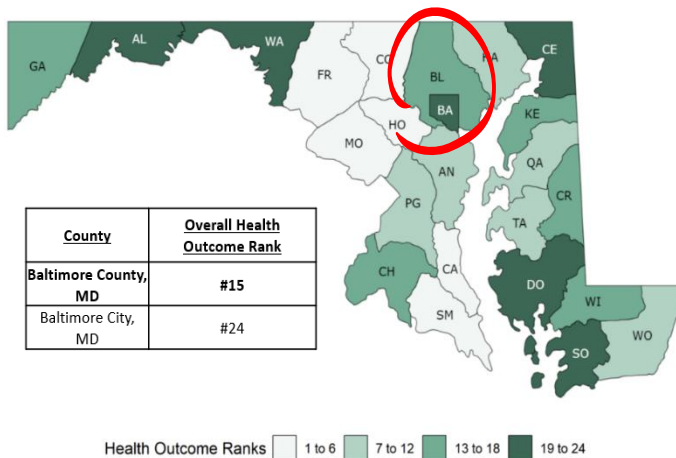 GA
AL
WA
FR
CC
BL
HA
CE
BA
HO
MO
KE
AN
QA
PG
CR
TA
CH
CA
DO
SM
WI
WO
SO
County
Overall Health
Outcome Rank
Baltimore County,
MD
#15
Baltimore City,
MD
#24
Health Outcome Ranks
1 to 6
7 to 12
13 to 18
19 to 24